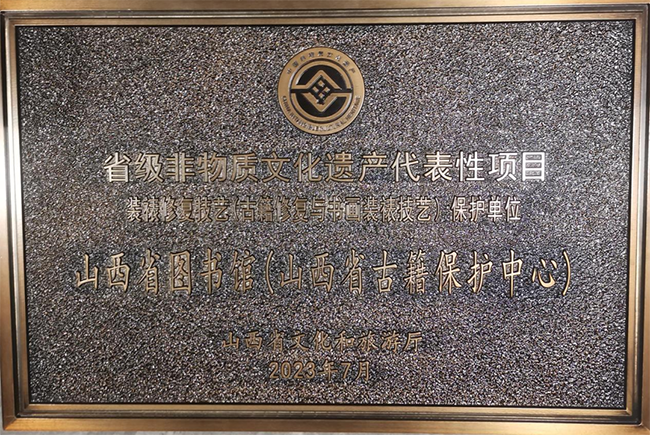 省级非物质文化遗产代表性项目
装裱修复技艺(古籍修复与书画装裱技艺)保护单位
山西省图书馆(山西省古籍保护中心)
山西省文化和旅游厅
2023年7月